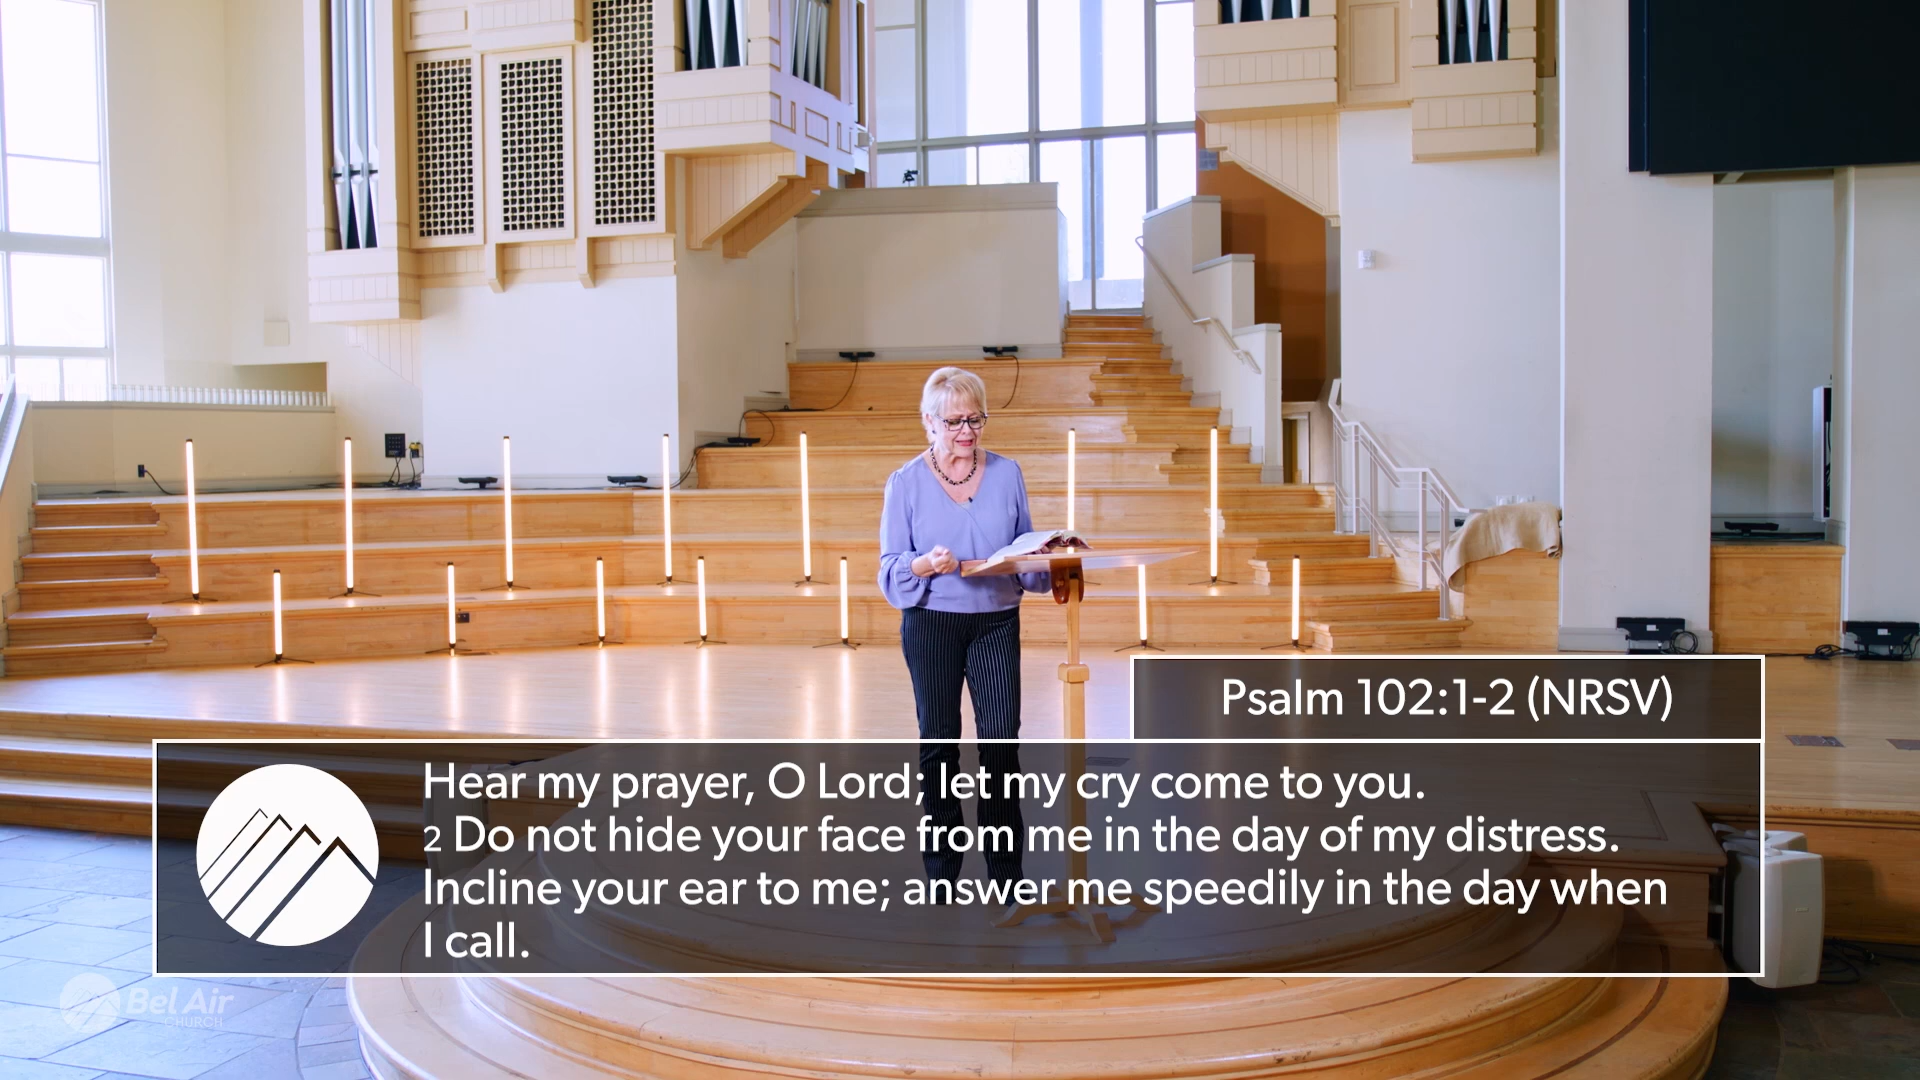 Psalm 102:1-2 (NRSV)
Hear my prayer, O Lord; let my cry come to you.
2 Do not hide your face from me in the day of my distress.
Incline your ear to me; answer me speedily in the day when
I call.
Bel Air
CHURCH